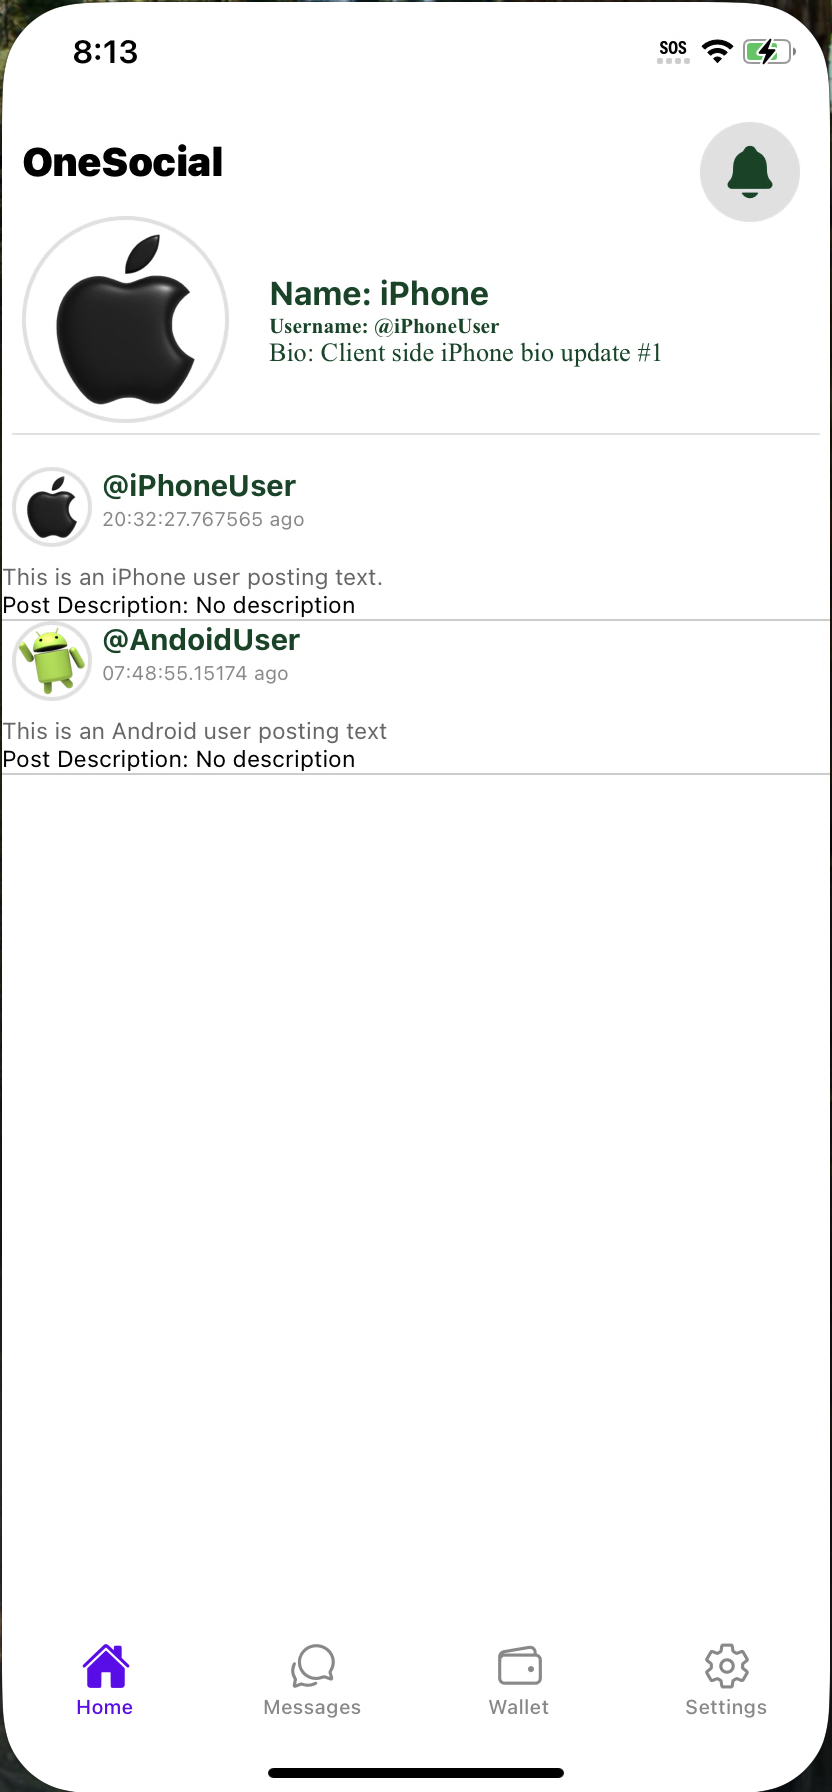 8:13
SOS
OneSocial
Name: iPhone
Username: @iPhoneUser
Bio: Client side iPhone bio update #1
@iPhoneUser
20:32:27.767565 ago
This is an iPhone user posting text.
Post Description: No description
@AndoidUser
07:48:55.15174 ago
This is an Android user posting text
Post Description: No description
Home
Messages
Wallet
Settings